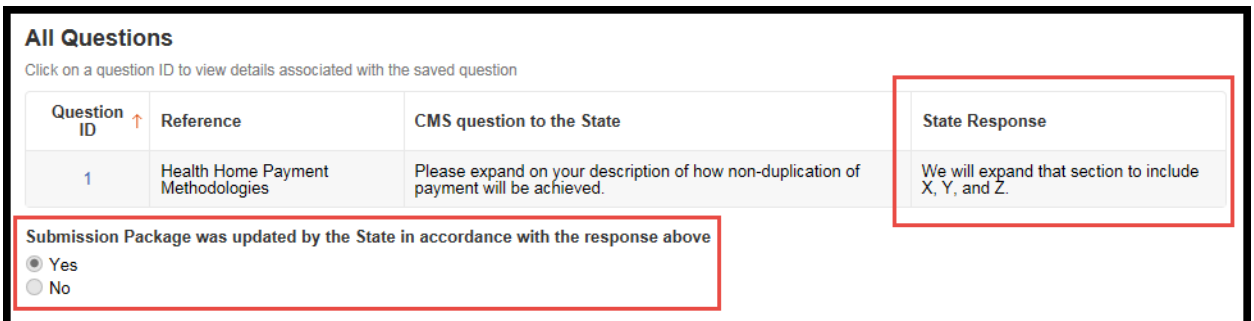 All Questions
Click on a question ID to view details associated with the saved question
Question ↑
ID
Reference
CMS question to the State
State Response
1
Health Home Payment
Methodologies
Please expand on your description of how non-duplication of
payment will be achieved.
We will expand that section to include
X, Y, and Z.
Submission Package was updated by the State in accordance with the response above
Yes
No